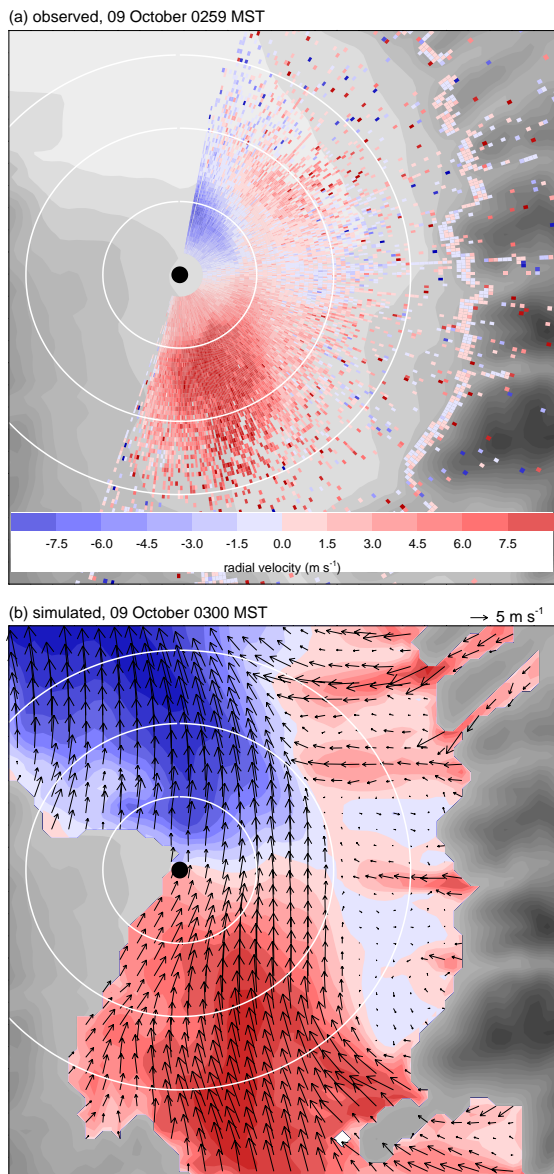 (a) observed, 09 October 0259 MST
-7.5 -6.0 -4.5 -3.0 -1.5 0.0 1.5 3.0 4.5 6.0 7.5
radial velocity (m s⁻¹)
(b) simulated, 09 October 0300 MST
5 m s⁻¹